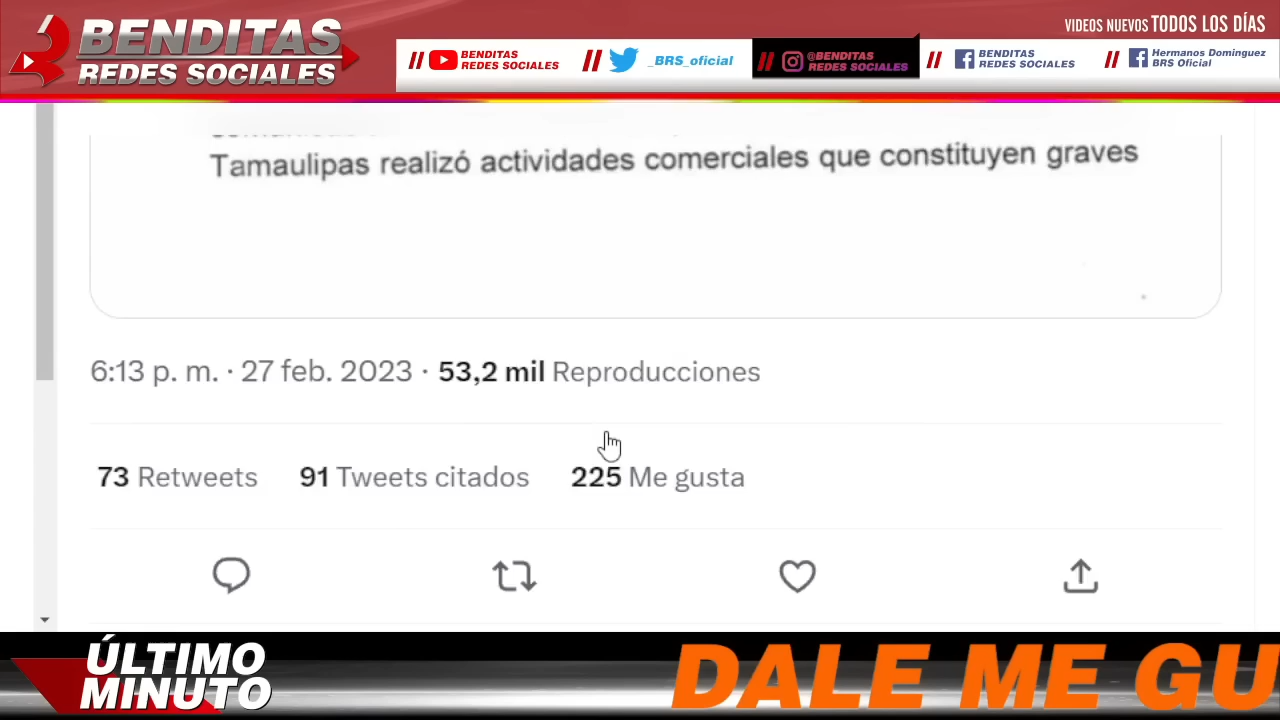 BENDITAS
REDES SOCIALES
VIDEOS NUEVOS TODOS LOS DÍAS
// BENDITAS REDES SOCIALES
// _BRS_oficial
// @BENDITAS REDES SOCIALES
// BENDITAS REDES SOCIALES
// Hermanos Dominguez BRS Oficial
Tamaulipas realizó actividades comerciales que constituyen graves
6:13 p. m. · 27 feb. 2023 · 53,2 mil Reproducciones
73 Retweets 91 Tweets citados 225 Me gusta
ÚLTIMO
MINUTO
DALE ME GU